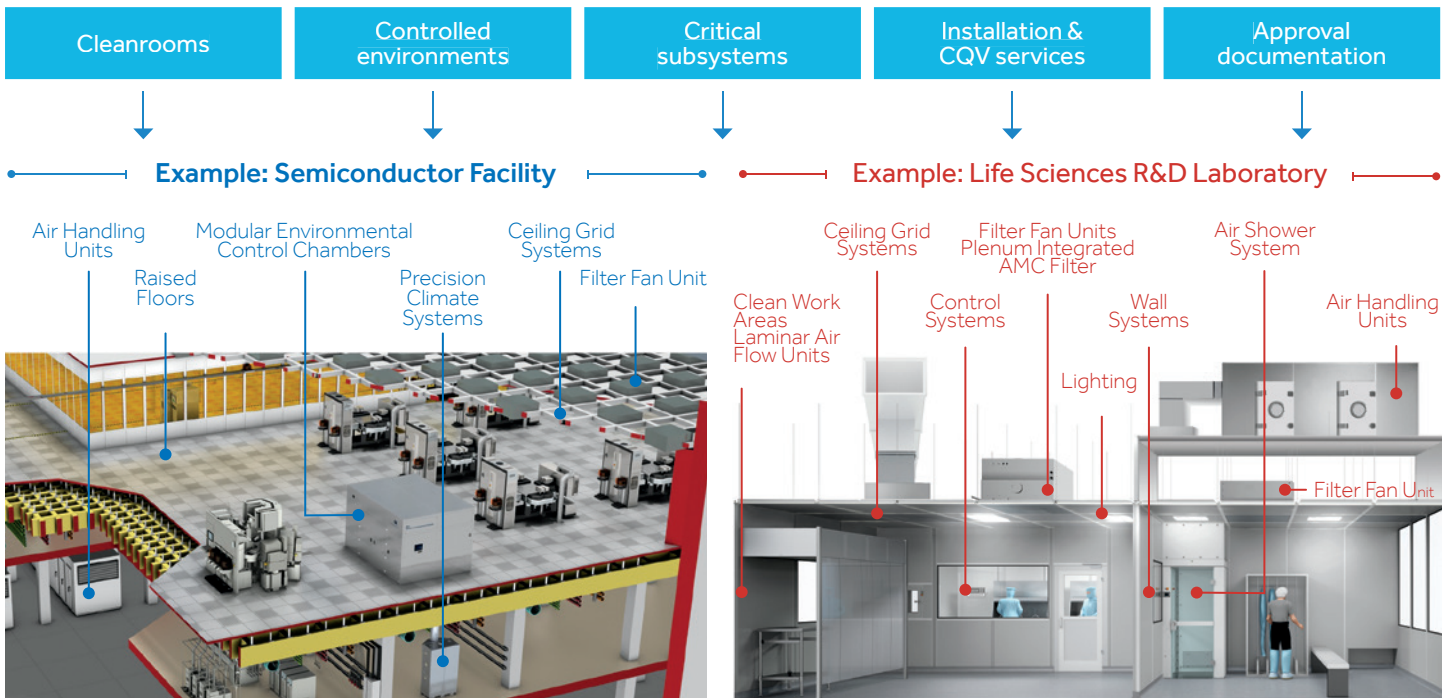 Cleanrooms
Controlled
environments
Critical
subsystems
Installation &
CQV services
Approval
documentation
Example: Semiconductor Facility
Air Handling
Units
Raised
Floors
Modular Environmental
Control Chambers
Precision
Climate
Systems
Ceiling Grid
Systems
Filter Fan Unit
Example: Life Sciences R&D Laboratory
Clean Work
Areas
Laminar Air
Flow Units
Ceiling Grid
Systems
Control
Systems
Filter Fan Units
Plenum Integrated
AMC Filter
Lighting
Wall
Systems
Air Shower
System
Air Handling
Units
Filter Fan Unit